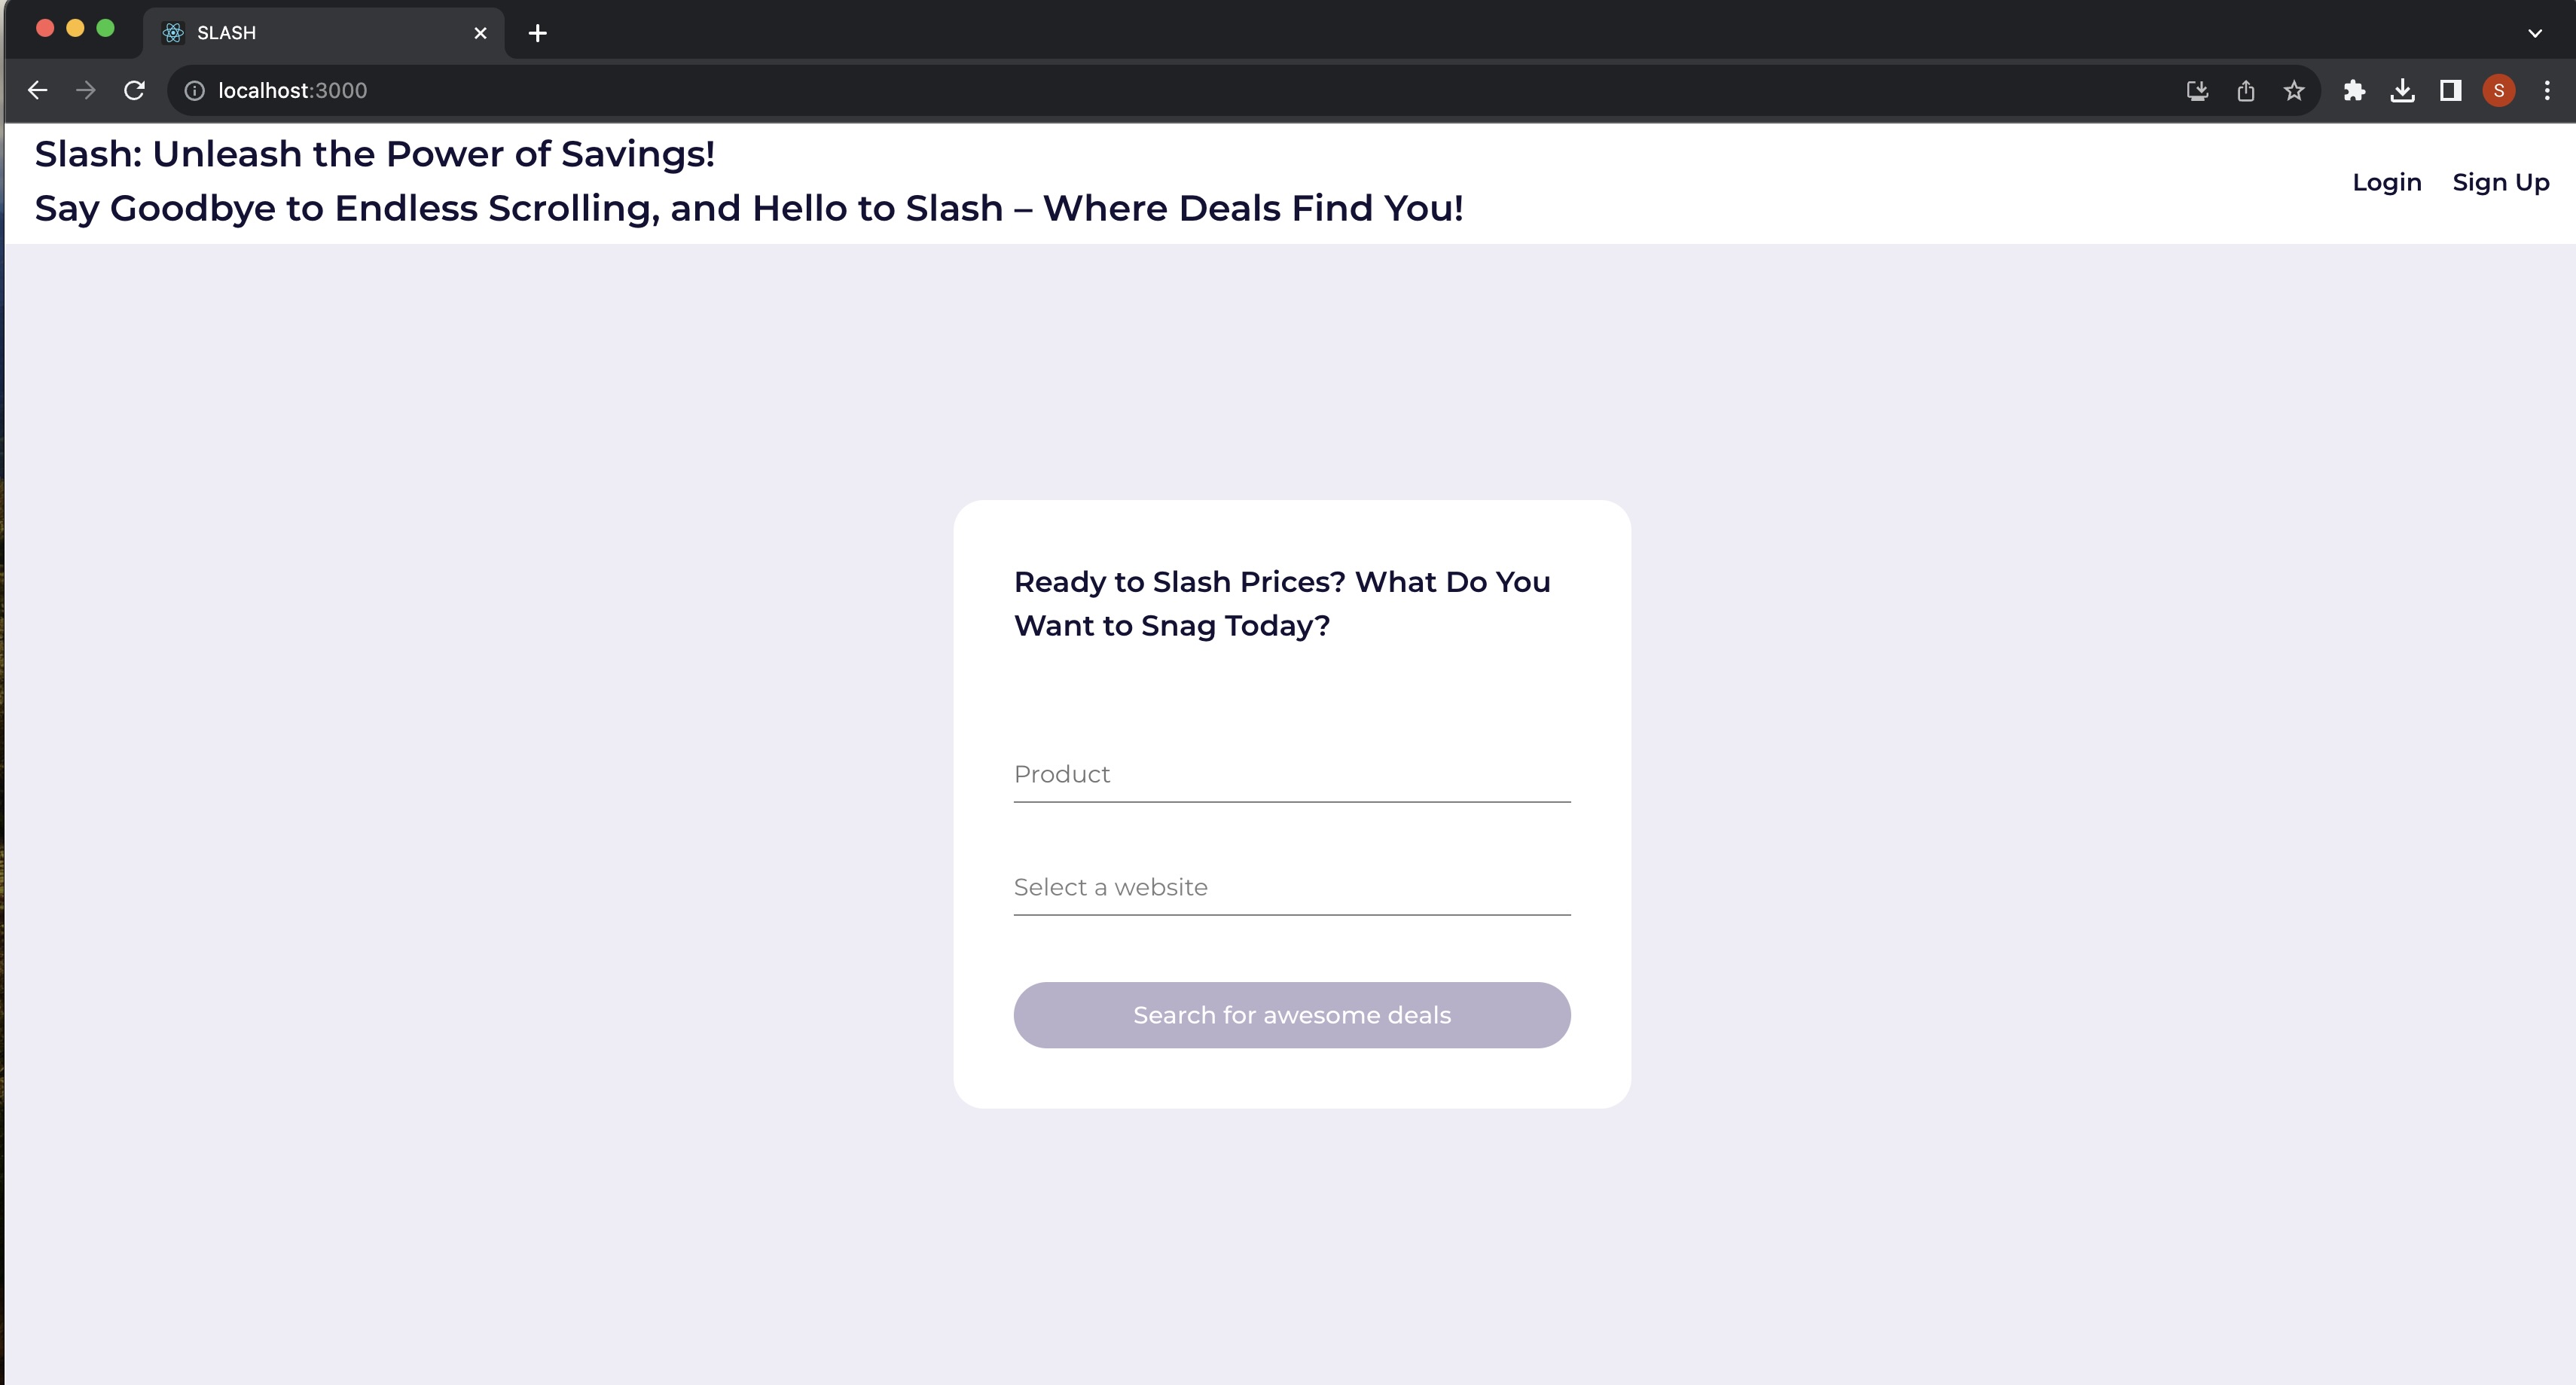 SLASH
localhost:3000
S
Slash: Unleash the Power of Savings!
Say Goodbye to Endless Scrolling, and Hello to Slash – Where Deals Find You!
Login Sign Up
Ready to Slash Prices? What Do You
Want to Snag Today?
Product
Select a website
Search for awesome deals